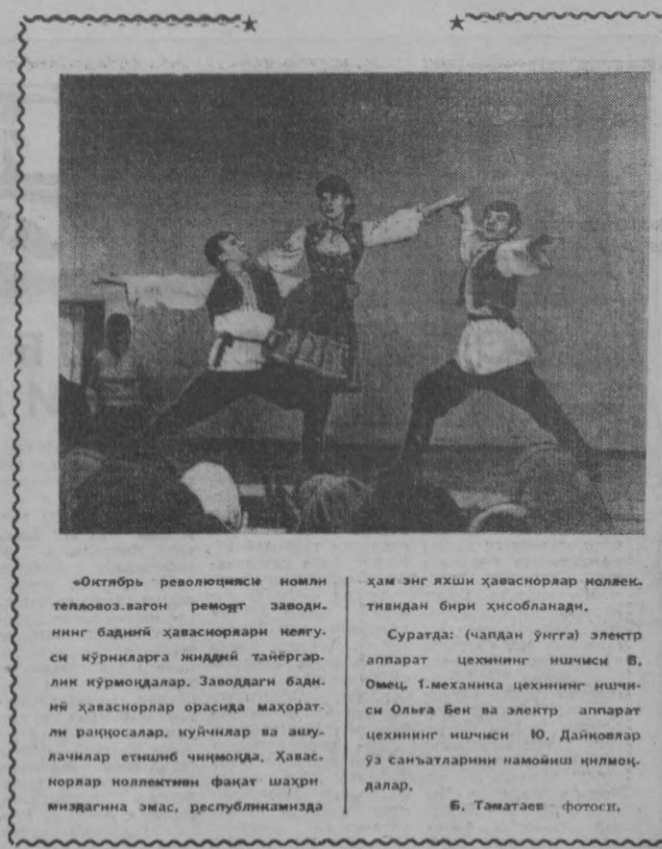 «Октябрь революцияси номли
тепловоз-вагон ремонт заводи-
нинг бадиий ҳаваскорлари келгу-
си кўрикларга жиддий тайёргар-
лик кўрмоқдалар. Заводдаги бади-
ий ҳаваскорлар орасида маҳорат-
ли раққосалар, куйчилар ва ашу-
лачилар етишиб чиқмоқда. Ҳавас-
корлар коллективи фақат шаҳри
миздагина эмас, республикамизда
ҳам энг яхши ҳаваскорлар коллек-
тивидан бири ҳисобланади.
Суратда: (чапдан ўнгга) электр
аппарат цехининг ишчиси В.
Омец, 1-механика цехининг ишчи-
си Ольга Бек ва электр аппарат
цехининг ишчиси Ю. Дайковлар
ўз санъатларини намойиш қилмоқ-
далар.
Б. Таматаев фотоси.